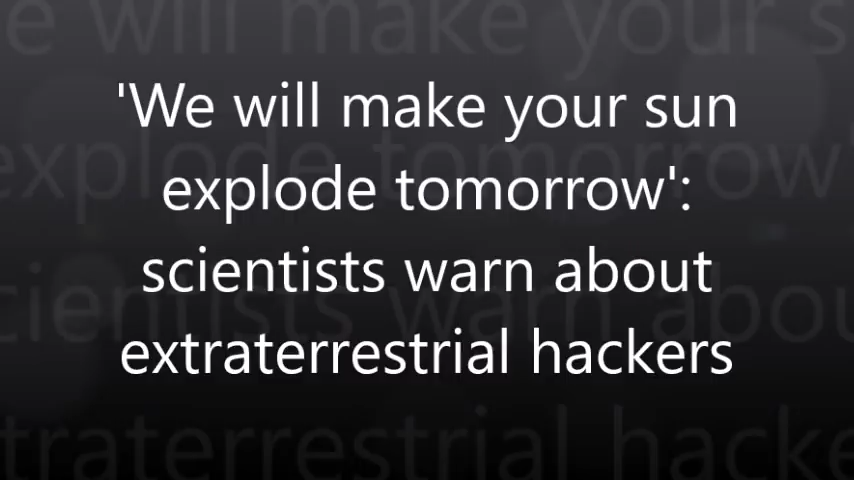 'We will make your sun
explode tomorrow':
scientists warn about
extraterrestrial hackers